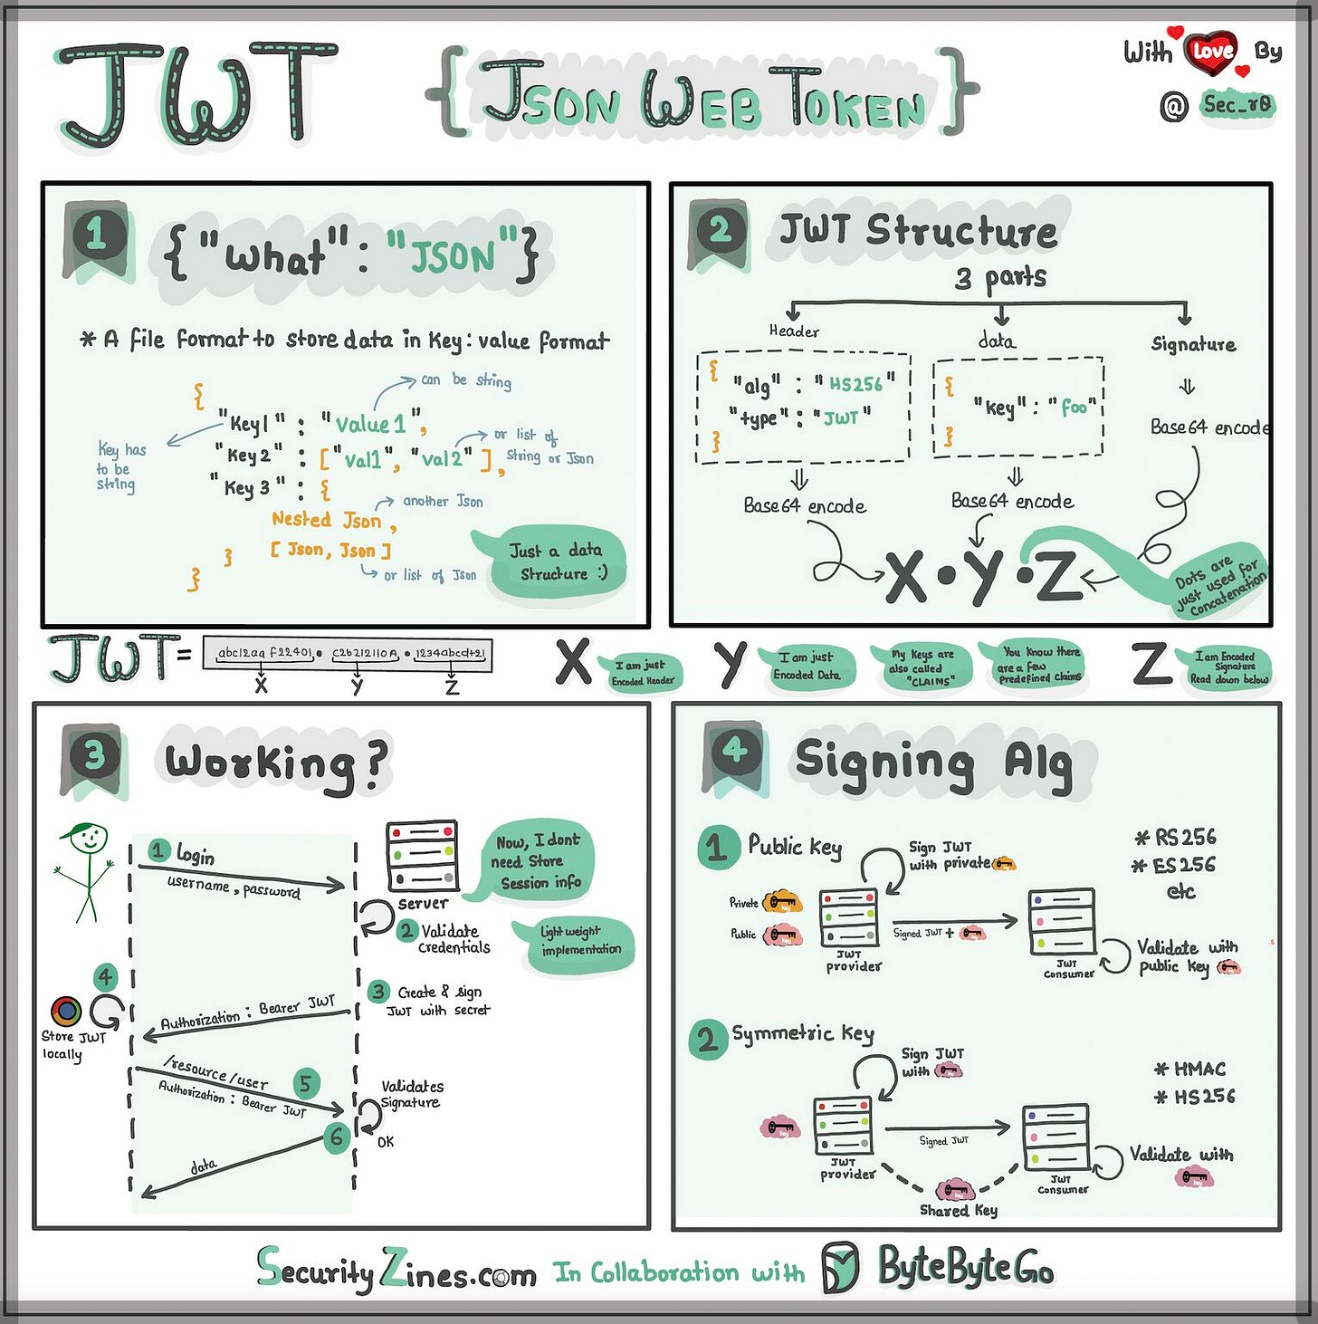 JWT
{ JSON WEB TOKEN }
With Love By
@ Sec_r0
1
{ "What" : "JSON" }
* A file format to store data in Key: value format
{
"Key1" : "Value1",
can be string
Key has
to be
string
"Key2" : ["val1", "val2"],
or list of
String or Json
"Key 3" : {
another Json
Nested Json,
[ Json, Json ]
}
or list of Json
}
Just a data
Structure :)
2
JWT Structure
3 parts
Header
data
Signature
{
"alg" : "HS256"
"type" : "JWT"
}
{
"key" : "foo"
}
Base64 encode
Base64 encode
Base64 encode
X.Y.Z
Dots are
just used for
Concatenation
JWT =
abc12aa f22401 . C2b212110A . 1234abcd+21
X
Y
Z
X
I am just
Encoded Header
Y
I am just
Encoded Data
My Keys are
also called
"CLAIMS"
You know there
are a few
Predefined claims
Z
I am Encoded
Signature
Read down below
3
Working?
1 Login
username, password
Server
Now, I dont
need Store
Session info
2 Validate
Credentials
Light weight
implementation
3 Create & sign
JWT with secret
Authorization : Bearer JWT
4
Store JWT
locally
/resource/user
5
Authorization : Bearer JWT
Validates
Signature
OK
6
data
4
Signing Alg
1 Public Key
Sign JWT
with private
* RS256
* ES256
etc
Private
Public
JWT
provider
Signed JWT +
JWT
Consumer
Validate with
public Key
2 Symmetric Key
Sign JWT
with
* HMAC
* HS256
JWT
provider
Signed JWT
JWT
Consumer
Validate with
Shared Key
SecurityZines.com In Collaboration with ByteByteGo